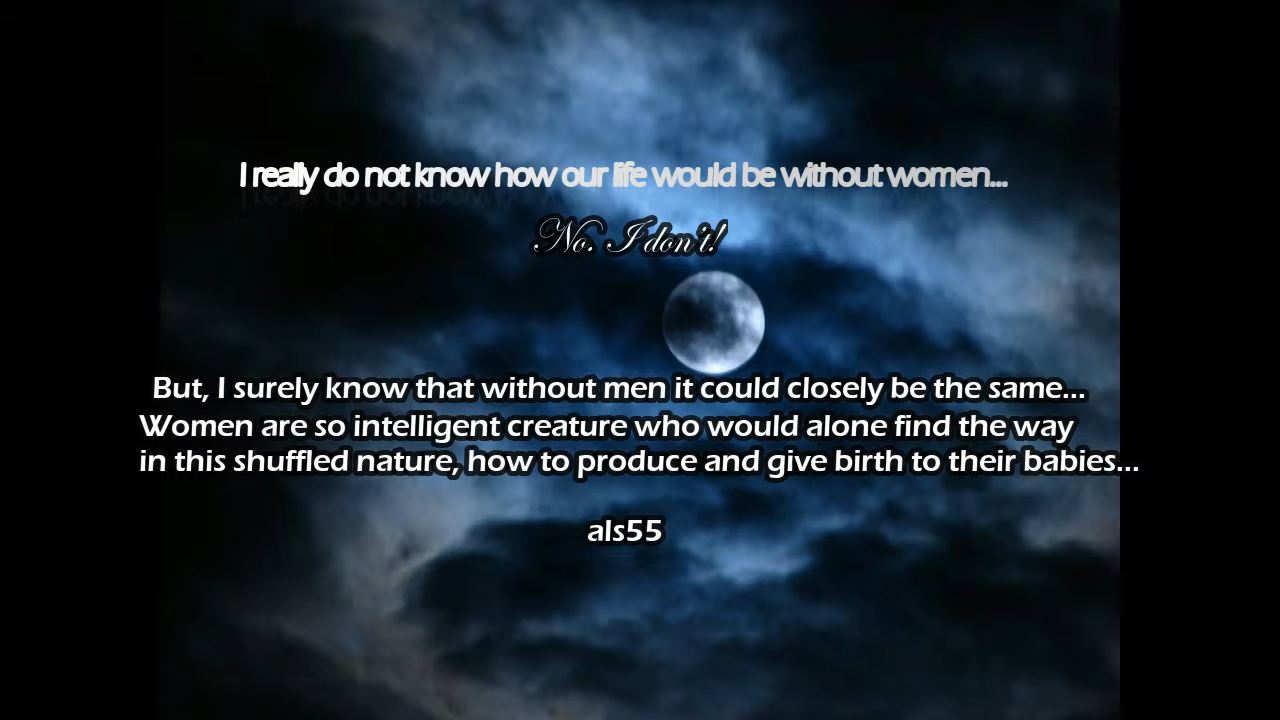 I really do not know how our life would be without women...
No. I don't!
But, I surely know that without men it could closely be the same...
Women are so intelligent creature who would alone find the way
in this shuffled nature, how to produce and give birth to their babies...
als55